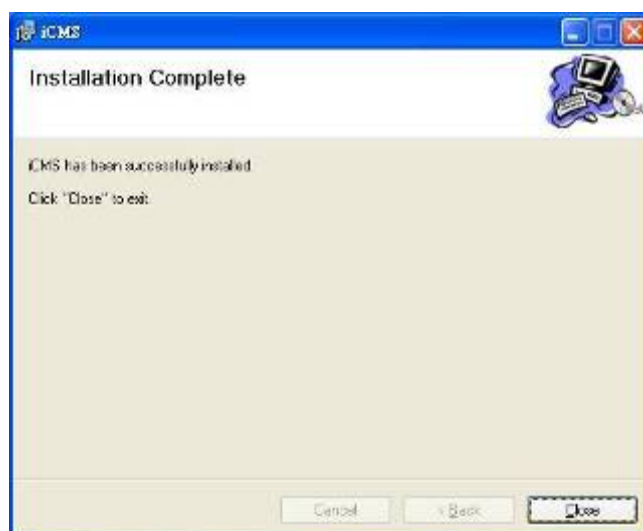 iCMS
Installation Complete
iCMS has been successfully installed.
Click "Close" to exit.
Cancel
< Back
Close